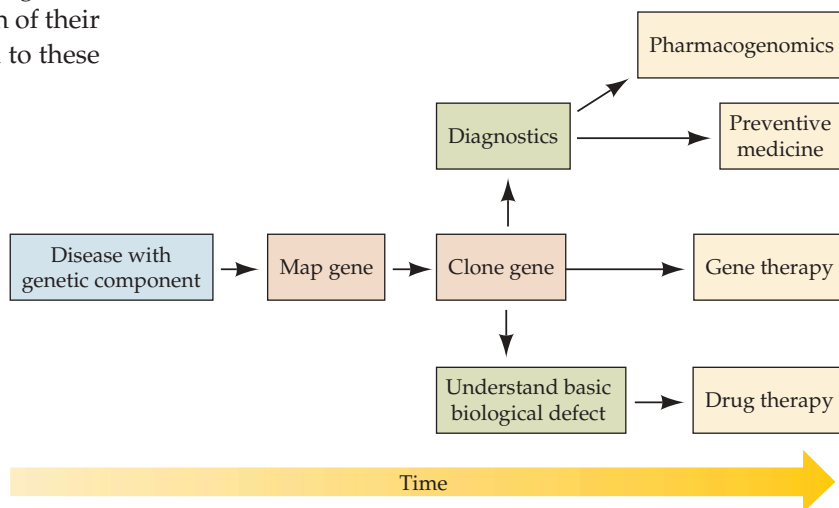 n of their
l to these
Pharmacogenomics
Diagnostics
Preventive
medicine
Disease with
genetic component
Map gene
Clone gene
Gene therapy
Understand basic
biological defect
Drug therapy
Time